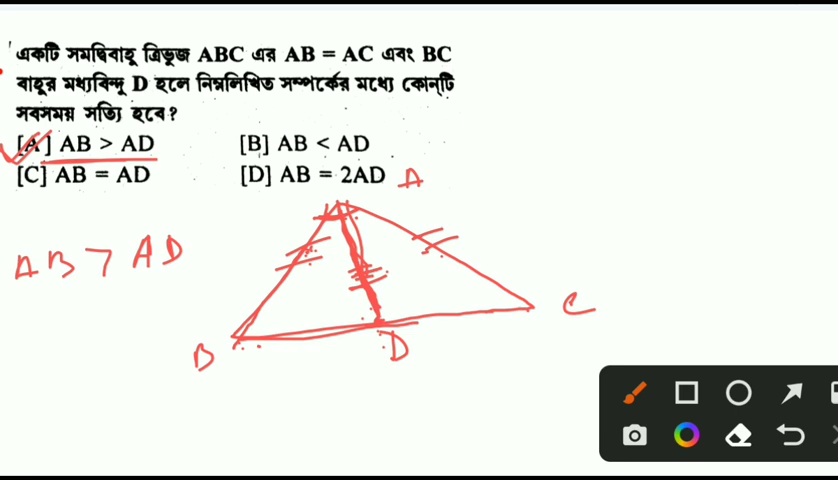 একটি সমদ্বিবাহু ত্রিভুজ ABC এর AB = AC এবং BC
বাহুর মধ্যবিন্দু D হলে নিম্নলিখিত সম্পর্কের মধ্যে কোন্‌টি
সবসময় সত্যি হবে?
[A] AB > AD [B] AB < AD
[C] AB = AD [D] AB = 2AD
A
AB > AD
B
D
C